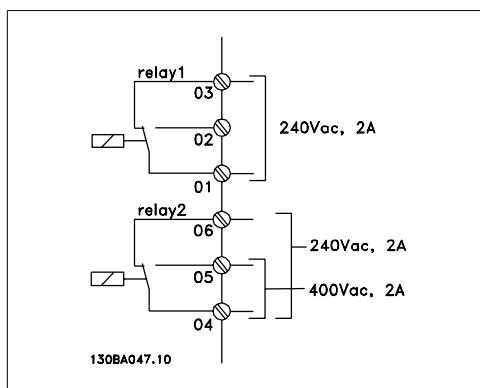 relay1
03
02
240Vac, 2A
01
relay2
06
240Vac, 2A
05
400Vac, 2A
04
130BA047.10